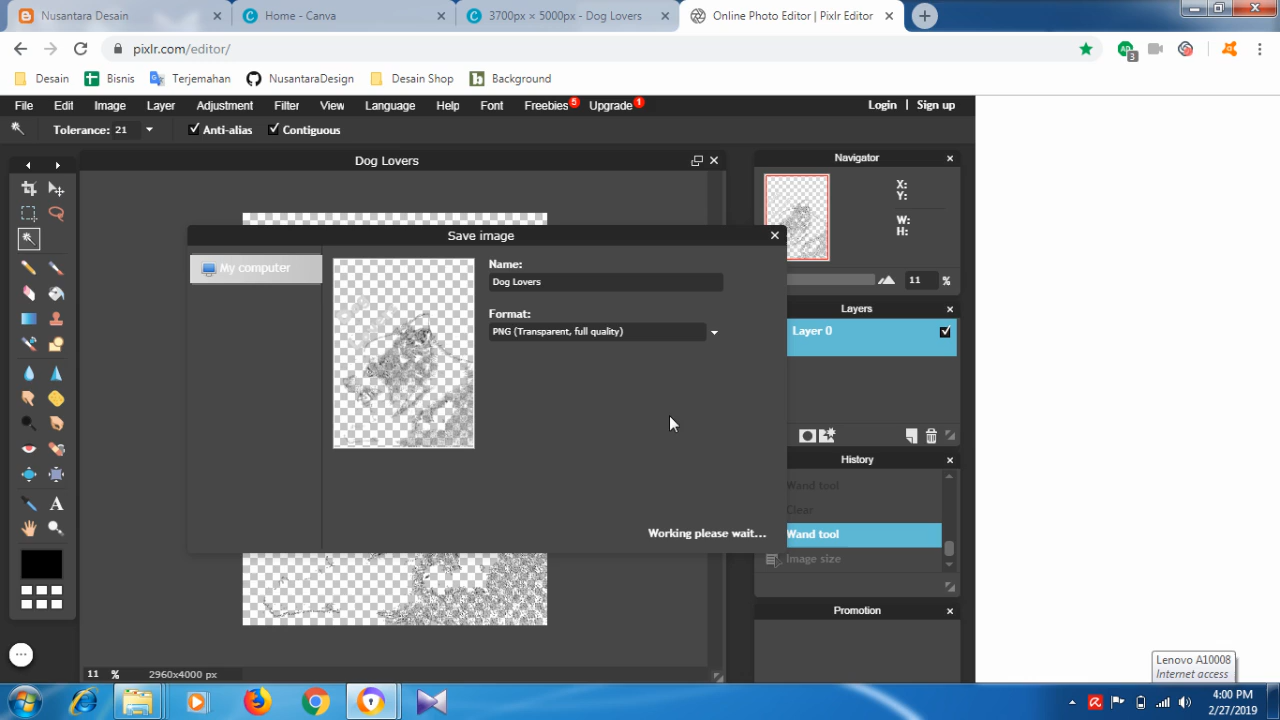 Nusantara Desain
Home - Canva
3700px × 5000px - Dog Lovers
Online Photo Editor | Pixlr Editor
pixlr.com/editor/
3
Desain
Bisnis
Terjemahan
NusantaraDesign
Desain Shop
Background
File Edit Image Layer Adjustment Filter View Language Help Font Freebies 5 Upgrade 1
Login | Sign up
Tolerance: 21 Anti-alias Contiguous
Dog Lovers
Navigator
X:
Y:
W:
H:
11 %
Save image
My computer
Name:
Dog Lovers
Format:
PNG (Transparent, full quality)
Working please wait...
Layers
Layer 0
History
Wand tool
Clear
Wand tool
Image size
Promotion
11 % 2960x4000 px
Lenovo A10008
Internet access
4:00 PM
2/27/2019